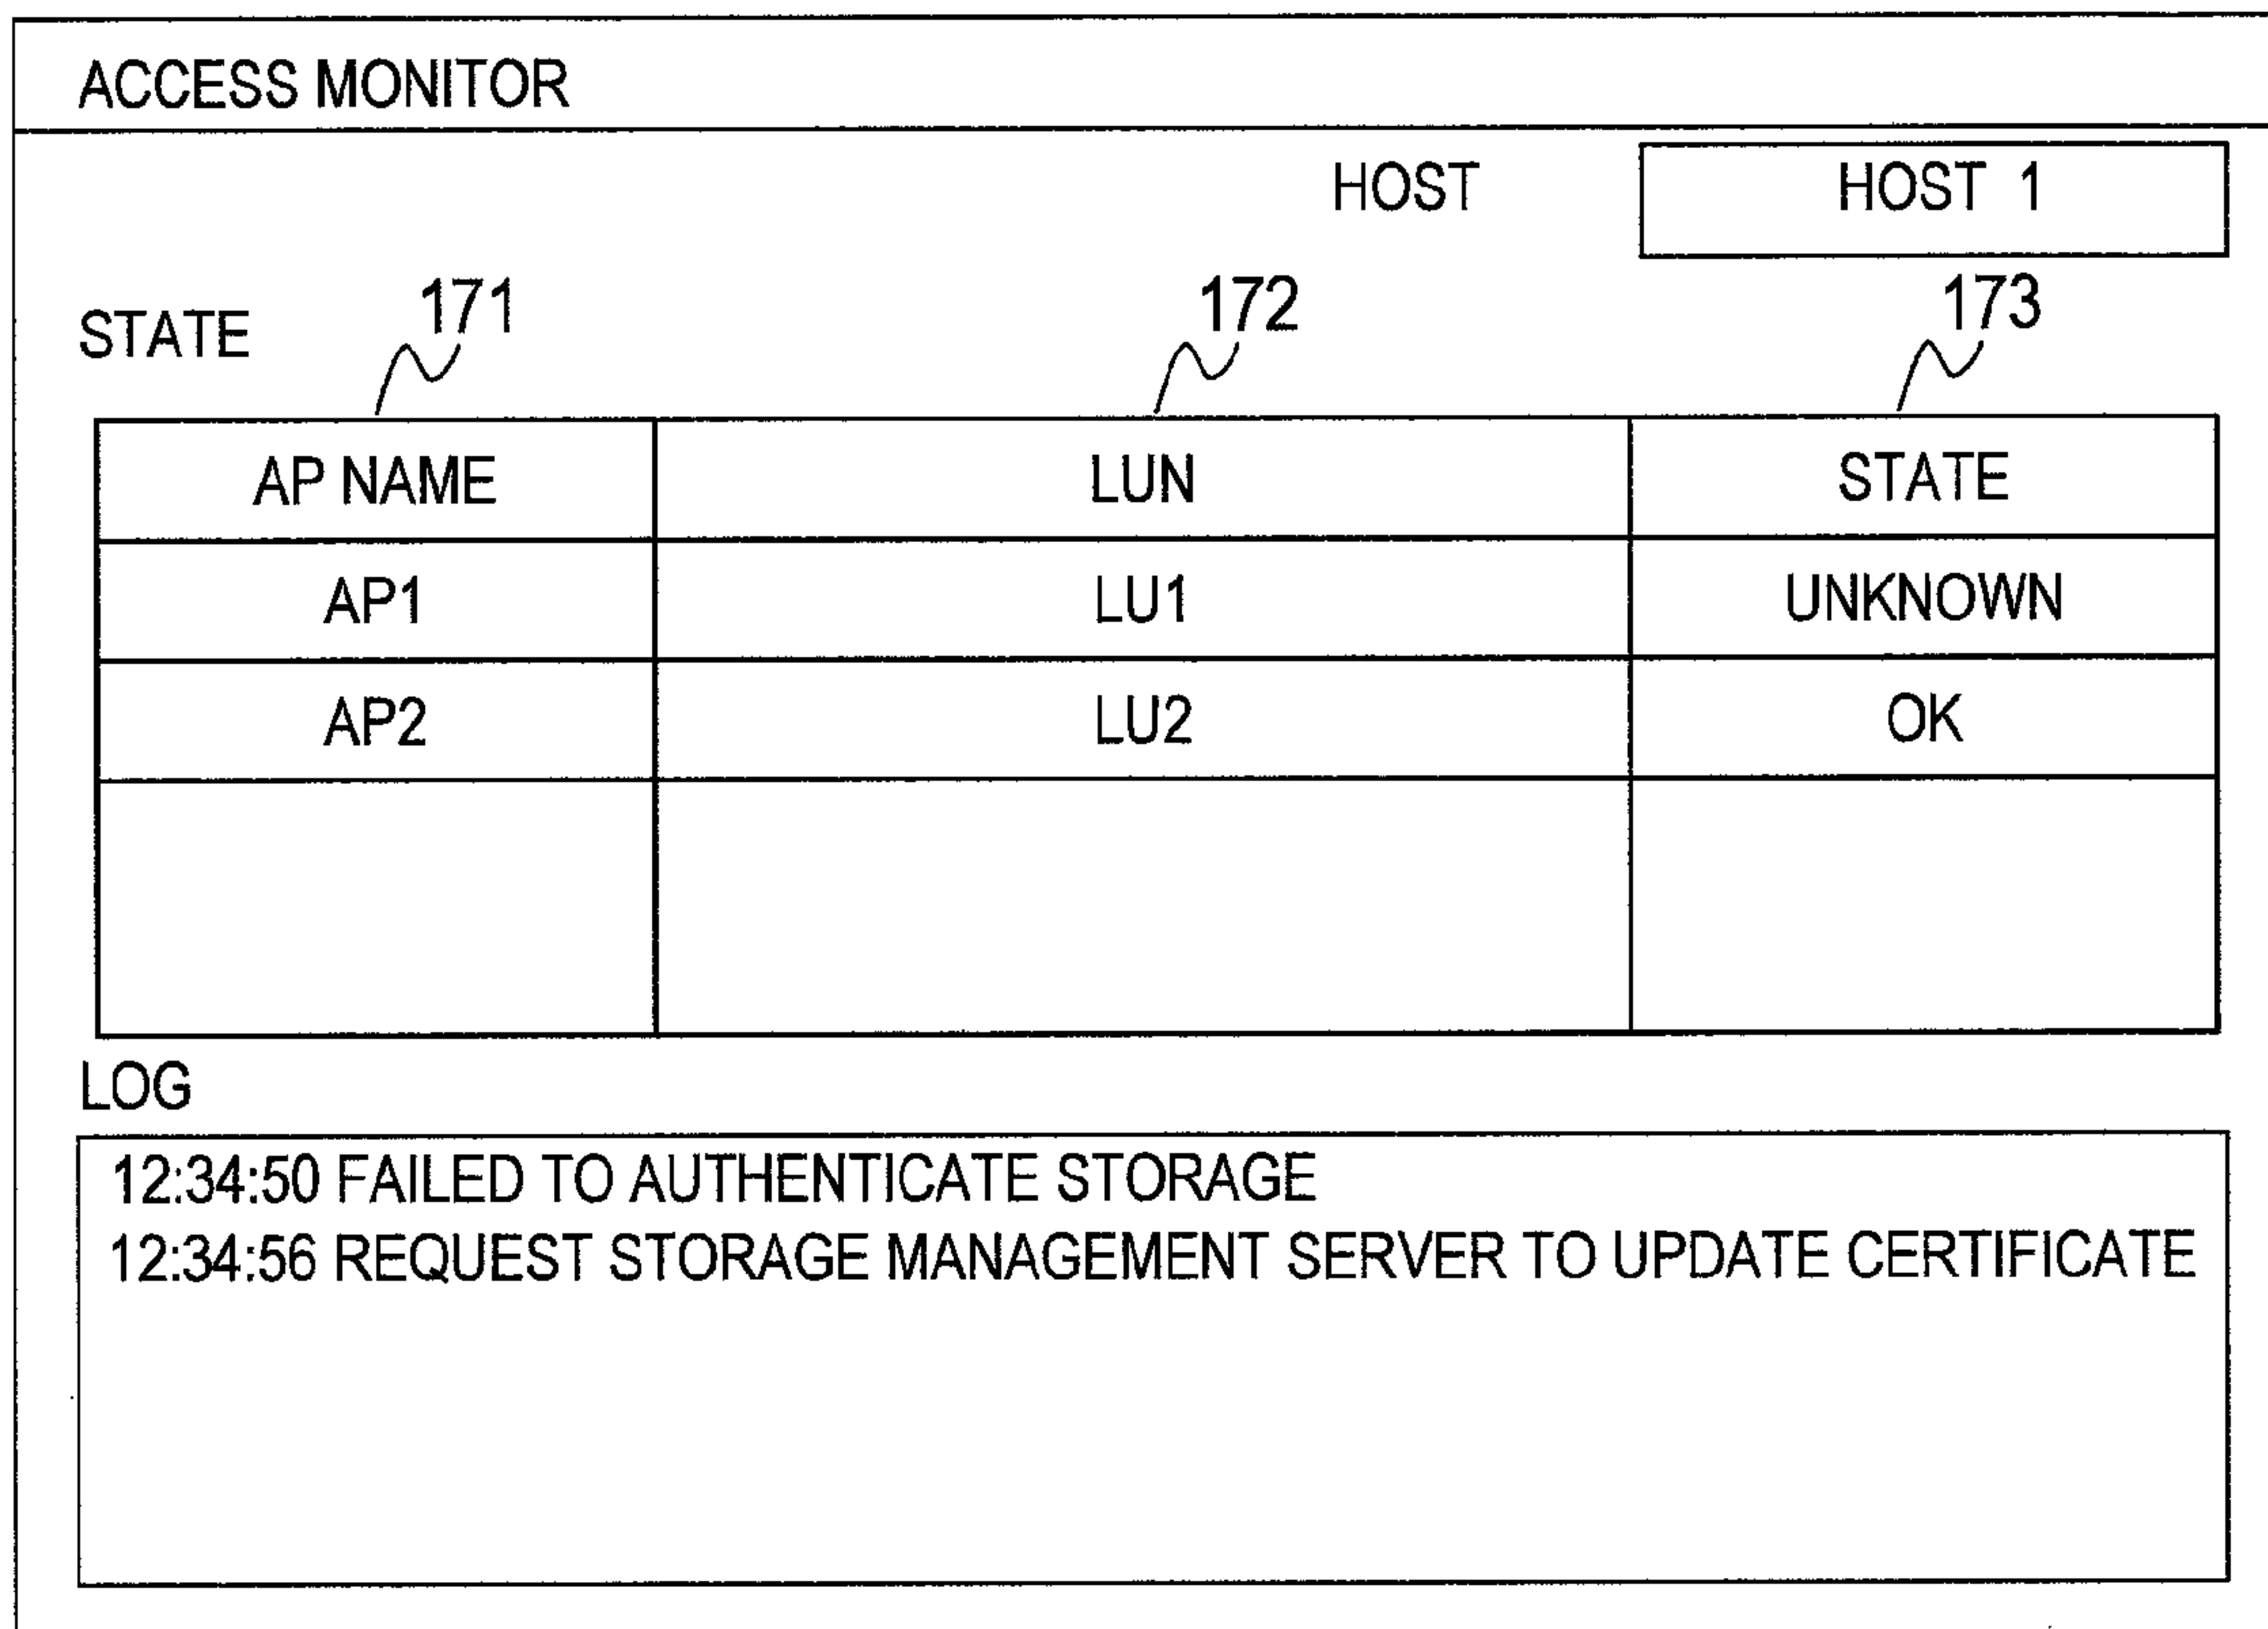 ACCESS MONITOR
HOST HOST 1
STATE 171 172 173
AP NAME LUN STATE
AP1 LU1 UNKNOWN
AP2 LU2 OK
LOG
12:34:50 FAILED TO AUTHENTICATE STORAGE
12:34:56 REQUEST STORAGE MANAGEMENT SERVER TO UPDATE CERTIFICATE